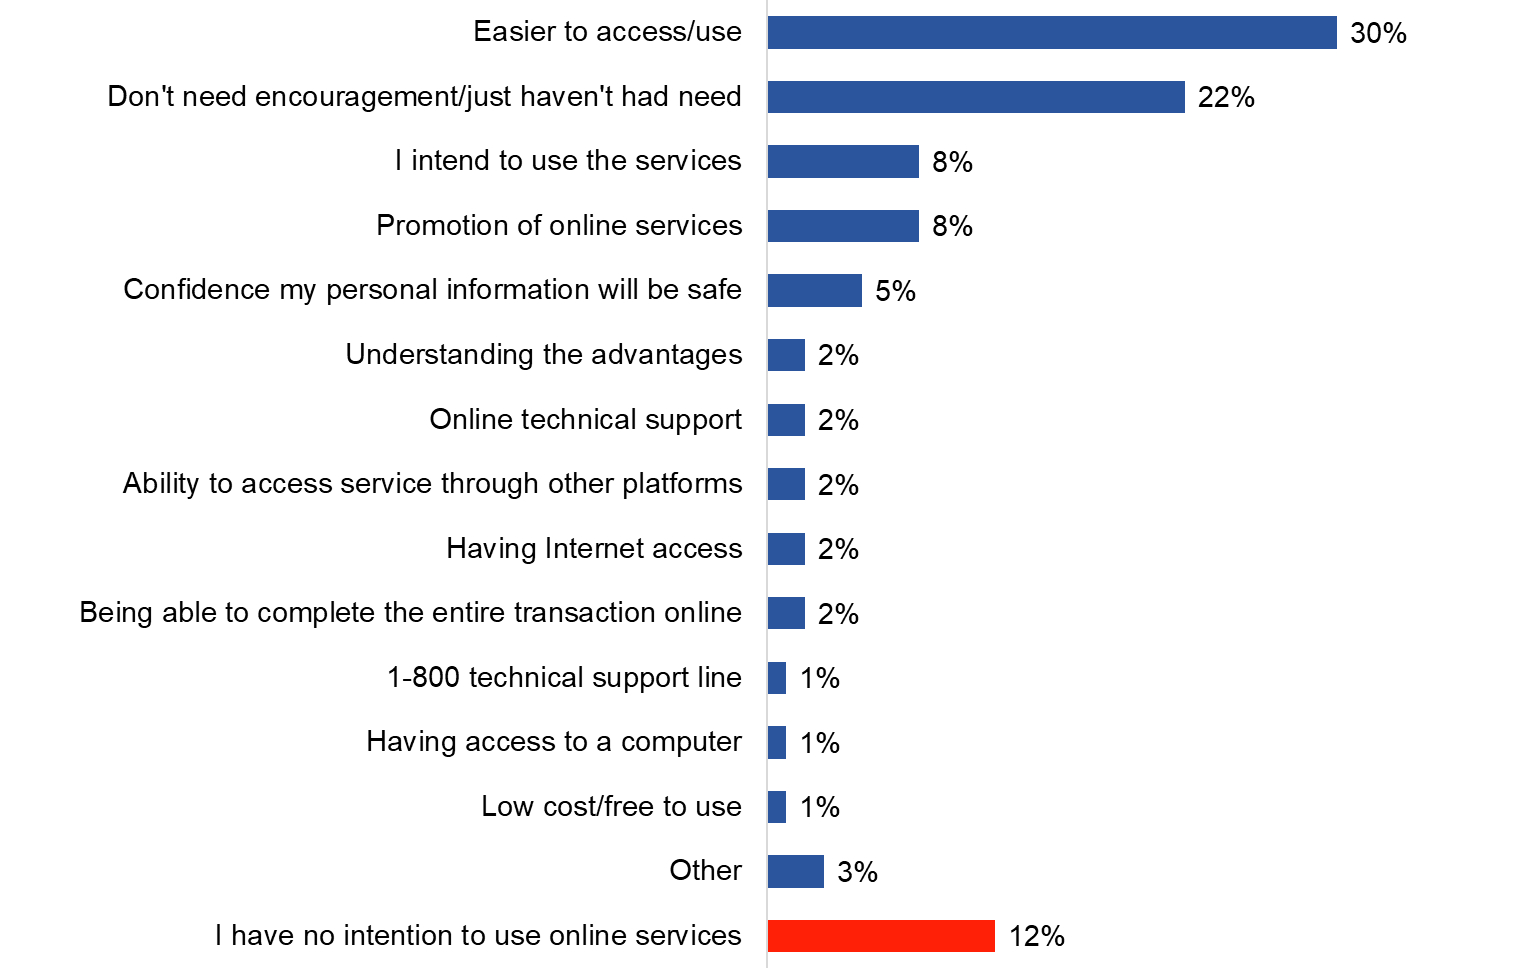 Easier to access/use 30%
Don't need encouragement/just haven't had need 22%
I intend to use the services 8%
Promotion of online services 8%
Confidence my personal information will be safe 5%
Understanding the advantages 2%
Online technical support 2%
Ability to access service through other platforms 2%
Having Internet access 2%
Being able to complete the entire transaction online 2%
1-800 technical support line 1%
Having access to a computer 1%
Low cost/free to use 1%
Other 3%
I have no intention to use online services 12%